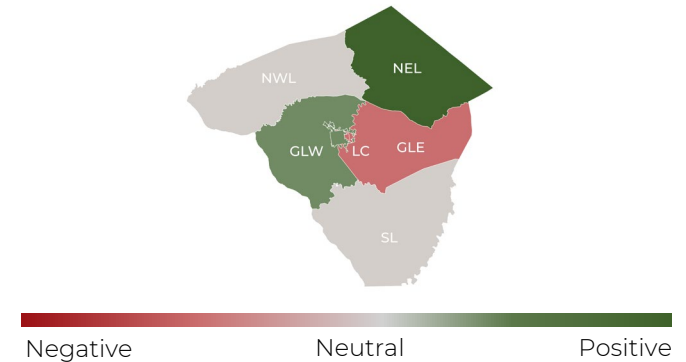 NEL
NWL
GLW
LC
GLE
SL
Negative
Neutral
Positive